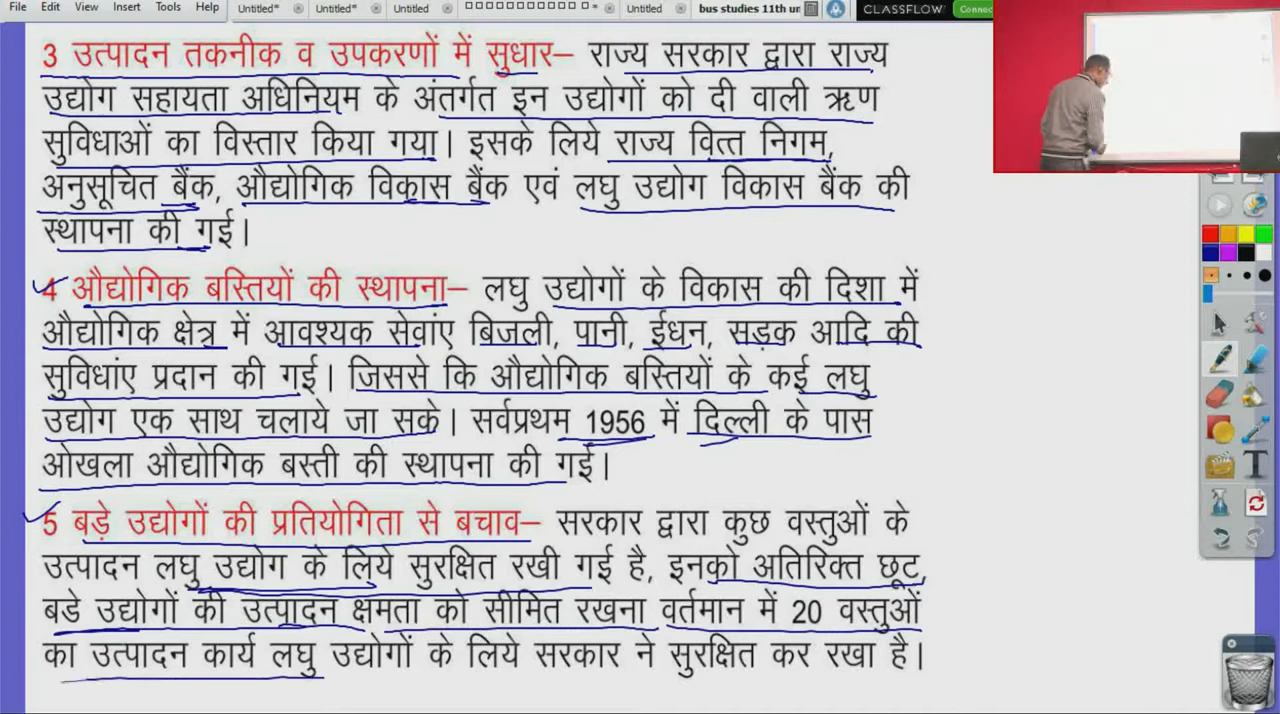 File Edit View Insert Tools Help
Untitled* Untitled* Untitled Untitled bus studies 11th un CLASSFLOW Connec
3 उत्पादन तकनीक व उपकरणों में सुधार– राज्य सरकार द्वारा राज्य
उद्योग सहायता अधिनियम के अंतर्गत इन उद्योगों को दी वाली ऋण
सुविधाओं का विस्तार किया गया। इसके लिये राज्य वित्त निगम,
अनुसूचित बैंक, औद्योगिक विकास बैंक एवं लघु उद्योग विकास बैंक की
स्थापना की गई।
4 औद्योगिक बस्तियों की स्थापना– लघु उद्योगों के विकास की दिशा में
औद्योगिक क्षेत्र में आवश्यक सेवांए बिजली, पानी, ईधन, सड़क आदि की
सुविधांए प्रदान की गई। जिससे कि औद्योगिक बस्तियों के कई लघु
उद्योग एक साथ चलाये जा सके। सर्वप्रथम 1956 में दिल्ली के पास
ओखला औद्योगिक बस्ती की स्थापना की गई।
5 बड़े उद्योगों की प्रतियोगिता से बचाव– सरकार द्वारा कुछ वस्तुओं के
उत्पादन लघु उद्योग के लिये सुरक्षित रखी गई है, इनको अतिरिक्त छूट,
बडे उद्योगों की उत्पादन क्षमता को सीमित रखना वर्तमान में 20 वस्तुओं
का उत्पादन कार्य लघु उद्योगों के लिये सरकार ने सुरक्षित कर रखा है।